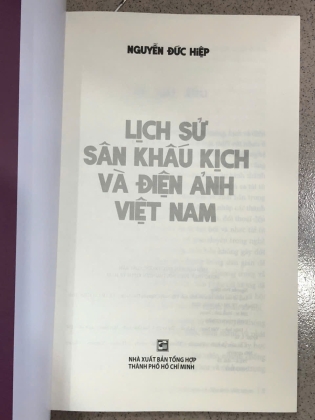 NGUYỄN ĐỨC HIỆP
LỊCH SỬ
SÂN KHẤU KỊCH
VÀ ĐIỆN ẢNH
VIỆT NAM
NHÀ XUẤT BẢN TỔNG HỢP
THÀNH PHỐ HỒ CHÍ MINH